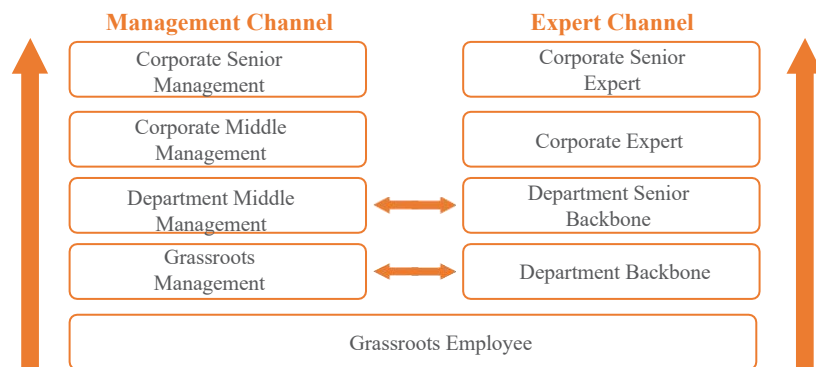 Management Channel
Expert Channel
Corporate Senior
Management
Corporate Senior
Expert
Corporate Middle
Management
Corporate Expert
Department Middle
Management
Department Senior
Backbone
Grassroots
Management
Department Backbone
Grassroots Employee